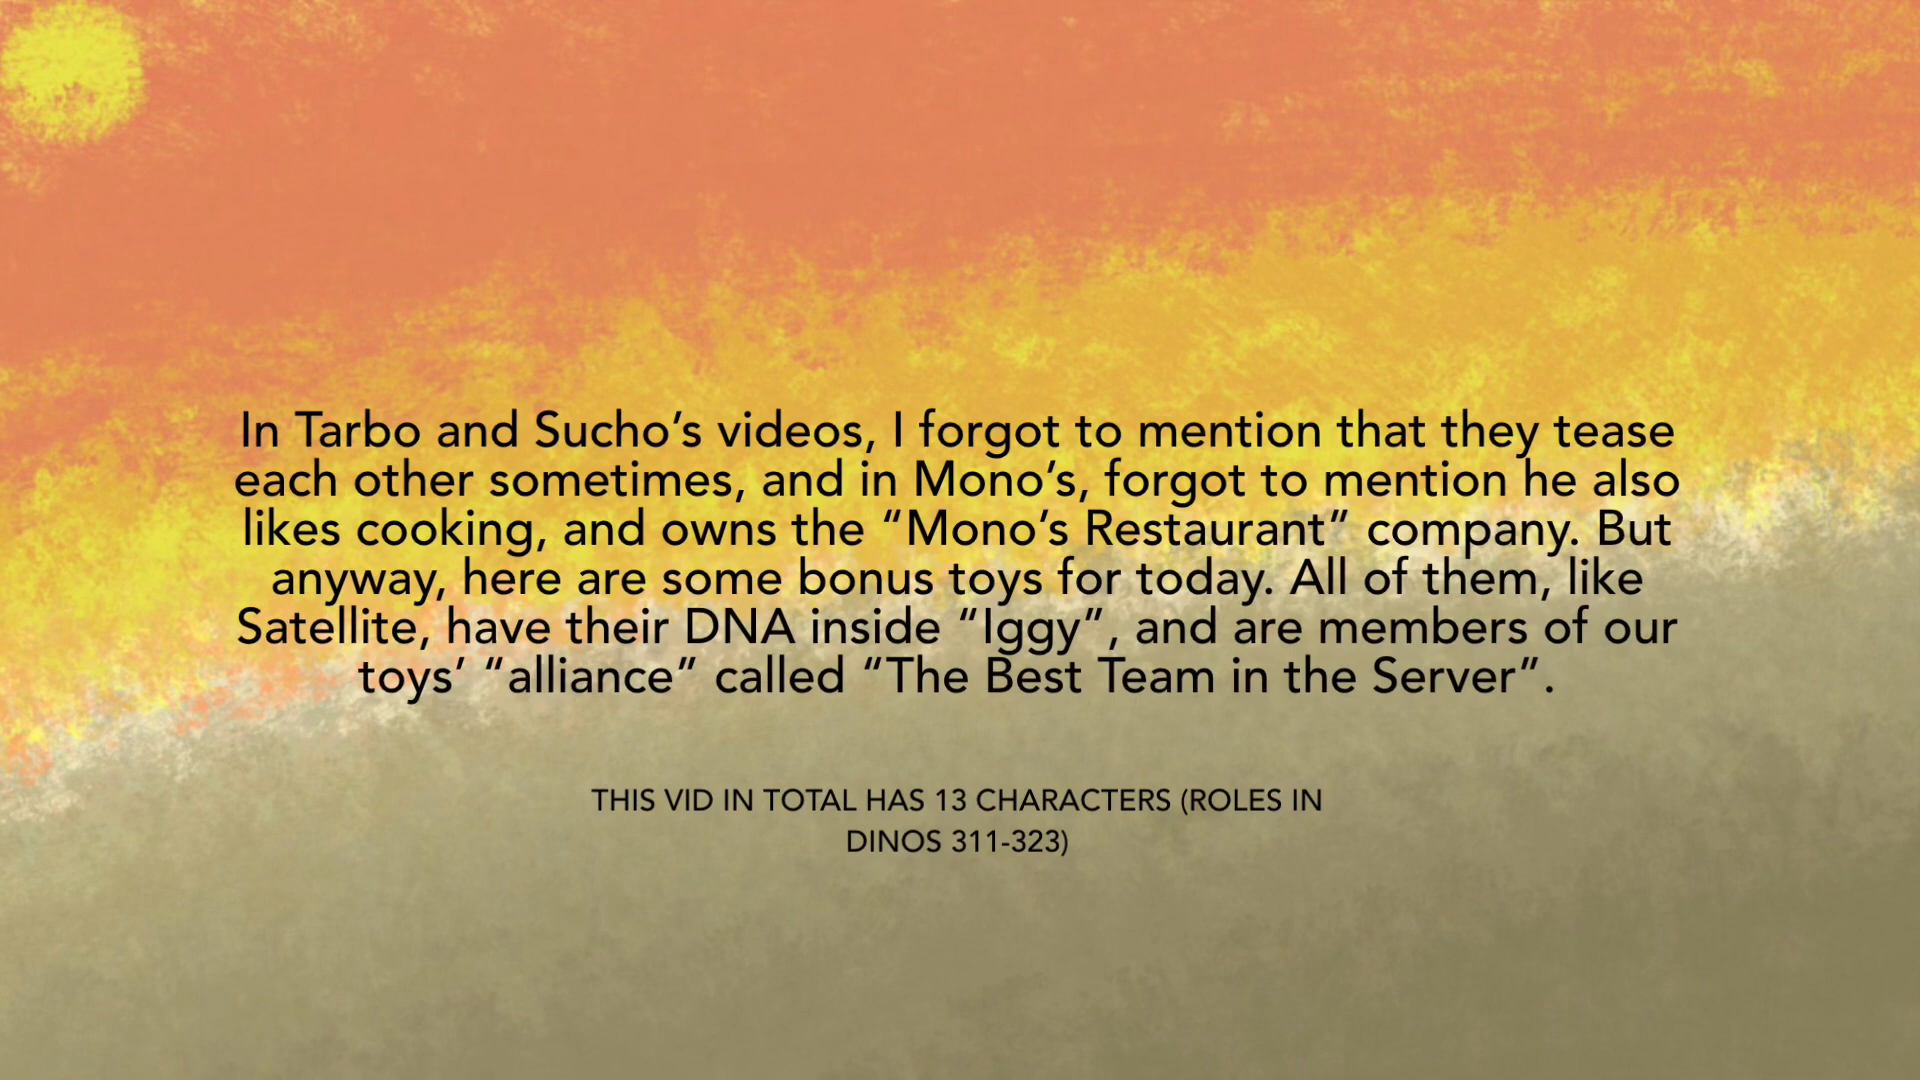 In Tarbo and Sucho’s videos, I forgot to mention that they tease
each other sometimes, and in Mono’s, forgot to mention he also
likes cooking, and owns the “Mono’s Restaurant” company. But
anyway, here are some bonus toys for today. All of them, like
Satellite, have their DNA inside “Iggy”, and are members of our
toys’ “alliance” called “The Best Team in the Server”.
THIS VID IN TOTAL HAS 13 CHARACTERS (ROLES IN
DINOS 311-323)